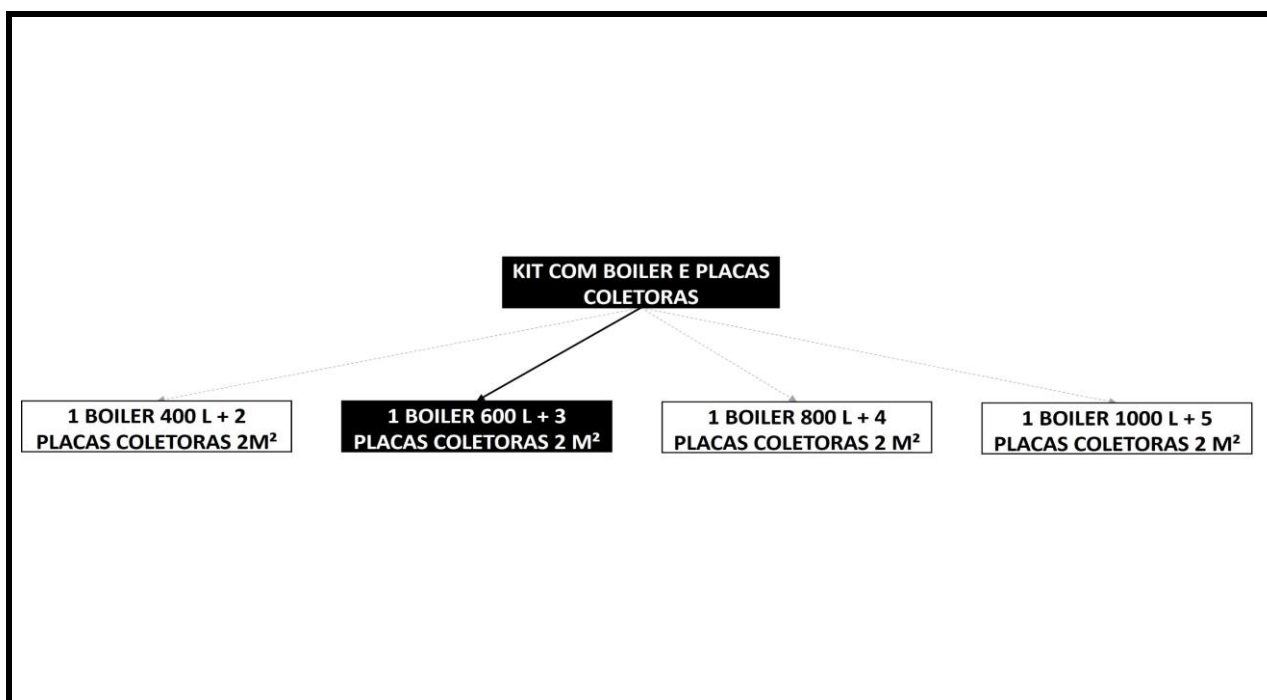 KIT COM BOILER E PLACAS
COLETORAS
1 BOILER 400 L + 2
PLACAS COLETORAS 2M²
1 BOILER 600 L + 3
PLACAS COLETORAS 2 M²
1 BOILER 800 L + 4
PLACAS COLETORAS 2 M²
1 BOILER 1000 L + 5
PLACAS COLETORAS 2 M²